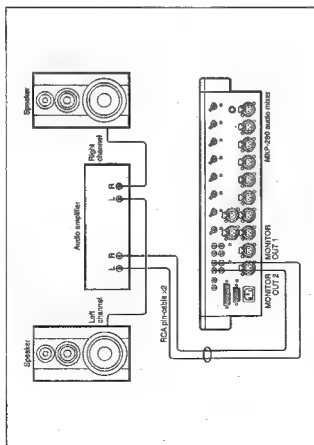 Speaker
Right
channel
Audio amplifier
L
R
L
R
Left
channel
Speaker
RCA pin-cable x2
MDP-290 audio mixer
MONITOR
OUT 1
MONITOR
OUT 2